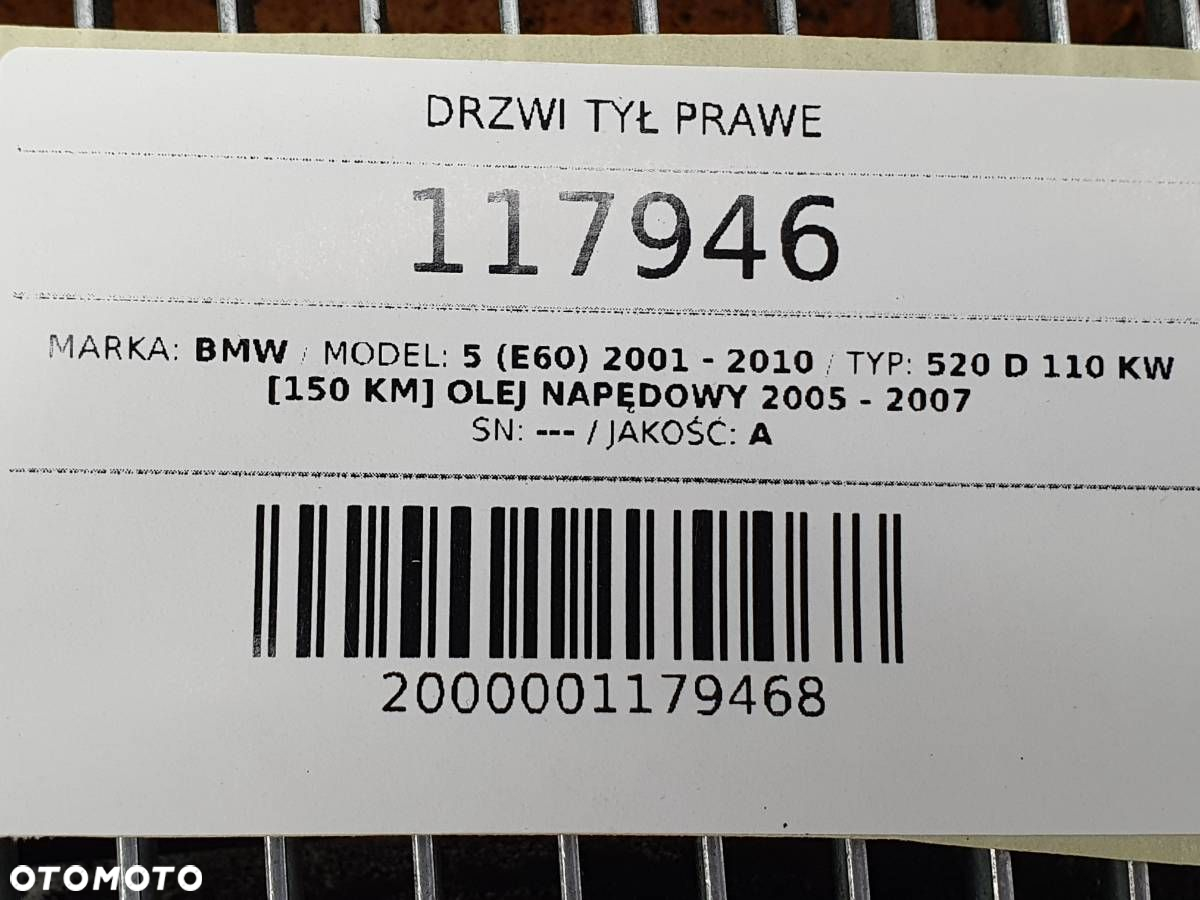 DRZWI TYŁ PRAWE
117946
MARKA: BMW / MODEL: 5 (E60) 2001 - 2010 / TYP: 520 D 110 KW
[150 KM] OLEJ NAPĘDOWY 2005 - 2007
SN: --- / JAKOŚĆ: A
2000001179468
OTOMOTO